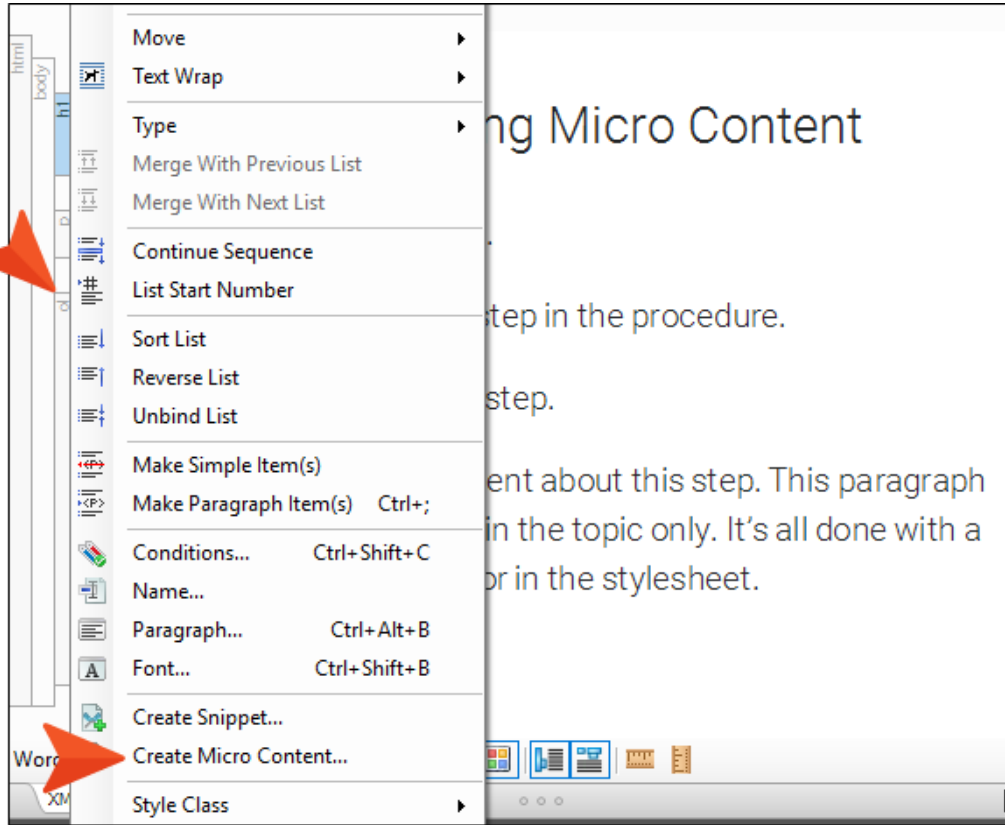 html
body
h1
p
ol
Move
Text Wrap
Type
Merge With Previous List
Merge With Next List
Continue Sequence
List Start Number
Sort List
Reverse List
Unbind List
Make Simple Item(s)
Make Paragraph Item(s) Ctrl+;
Conditions... Ctrl+Shift+C
Name...
Paragraph... Ctrl+Alt+B
Font... Ctrl+Shift+B
Create Snippet...
Create Micro Content...
Style Class
ng Micro Content
.
step in the procedure.
step.
ent about this step. This paragraph
in the topic only. It’s all done with a
or in the stylesheet.
Wor
XM